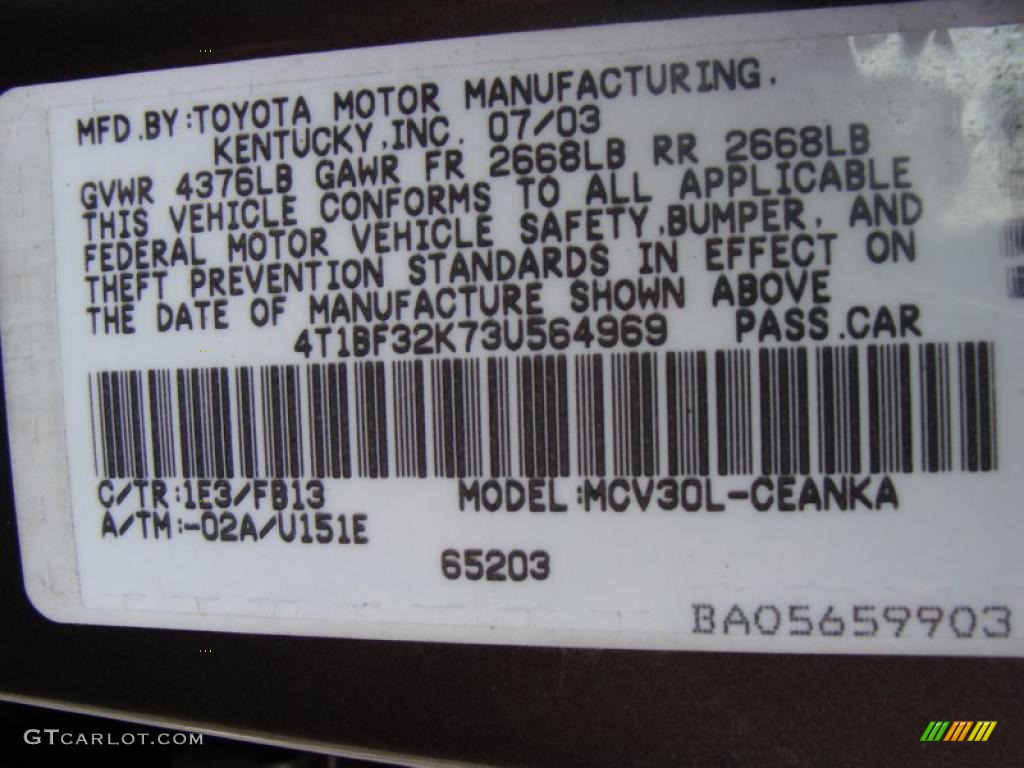 MFD.BY:TOYOTA MOTOR MANUFACTURING,
KENTUCKY,INC. 07/03
GVWR 4376LB GAWR FR 2668LB RR 2668LB
THIS VEHICLE CONFORMS TO ALL APPLICABLE
FEDERAL MOTOR VEHICLE SAFETY,BUMPER, AND
THEFT PREVENTION STANDARDS IN EFFECT ON
THE DATE OF MANUFACTURE SHOWN ABOVE
4T1BF32K73U564969 PASS.CAR
C/TR:1E3/FB13 MODEL:MCV30L-CEANKA
A/TM:-02A/U151E
65203
BA05659903
GTCARLOT.COM